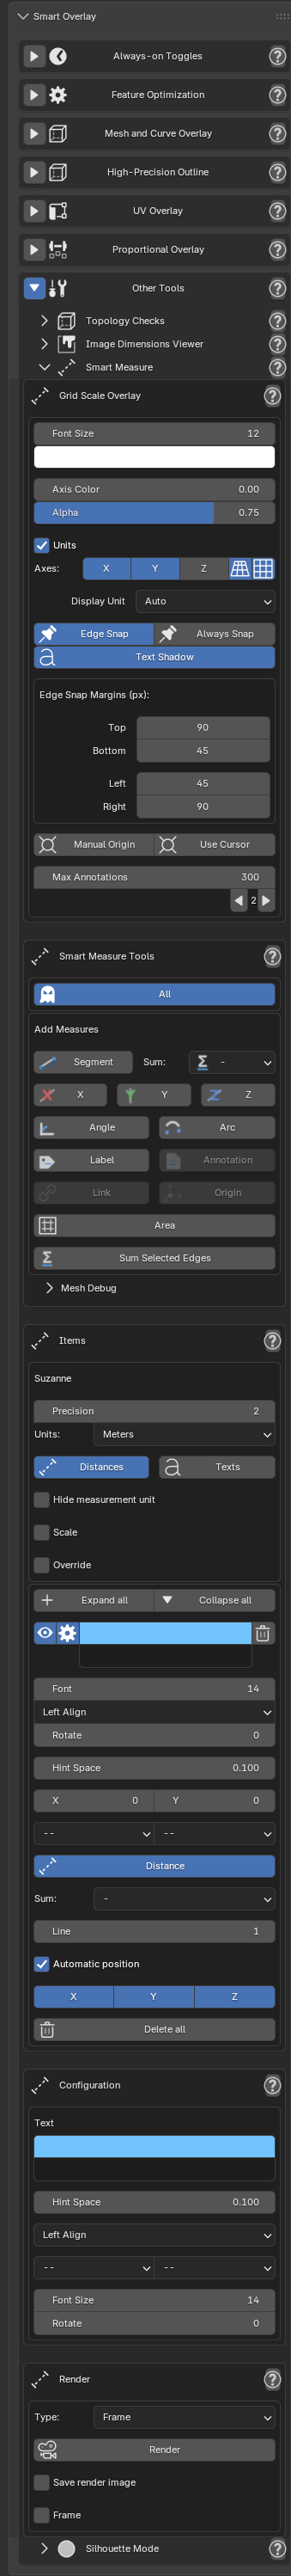 Smart Overlay
Always-on Toggles
Feature Optimization
Mesh and Curve Overlay
High-Precision Outline
UV Overlay
Proportional Overlay
Other Tools
Topology Checks
Image Dimensions Viewer
Smart Measure
Grid Scale Overlay
Font Size 12
Axis Color 0.00
Alpha 0.75
Units
Axes: X Y Z
Display Unit Auto
Edge Snap Always Snap
Text Shadow
Edge Snap Margins (px):
Top 90
Bottom 45
Left 45
Right 90
Manual Origin Use Cursor
Max Annotations 300
2
Smart Measure Tools
All
Add Measures
Segment Sum: -
X Y Z
Angle Arc
Label Annotation
Link Origin
Area
Sum Selected Edges
Mesh Debug
Items
Suzanne
Precision 2
Units: Meters
Distances Texts
Hide measurement unit
Scale
Override
Expand all Collapse all
Font 14
Left Align
Rotate 0
Hint Space 0.100
X 0 Y 0
-- --
Distance
Sum: -
Line 1
Automatic position
X Y Z
Delete all
Configuration
Text
Hint Space 0.100
Left Align
-- --
Font Size 14
Rotate 0
Render
Type: Frame
Render
Save render image
Frame
Silhouette Mode